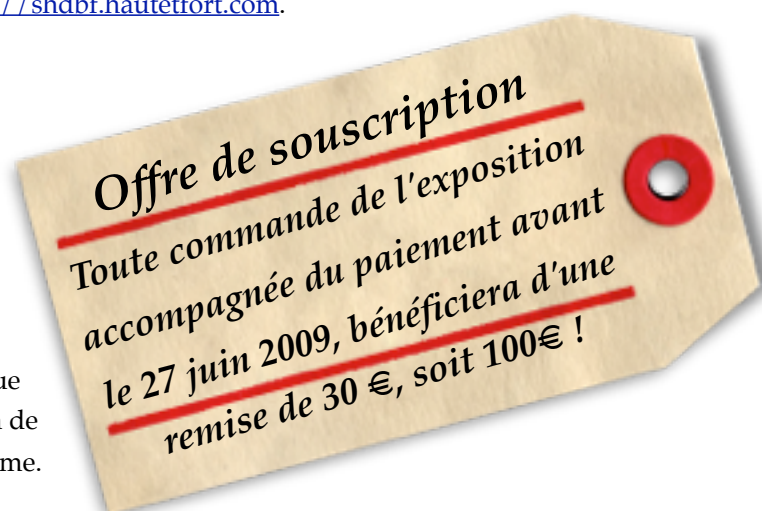 //shdbf.hautetfort.com.
Offre de souscription
Toute commande de l'exposition
accompagnée du paiement avant
le 27 juin 2009, bénéficiera d'une
remise de 30 €, soit 100€ !
ue
de
me.